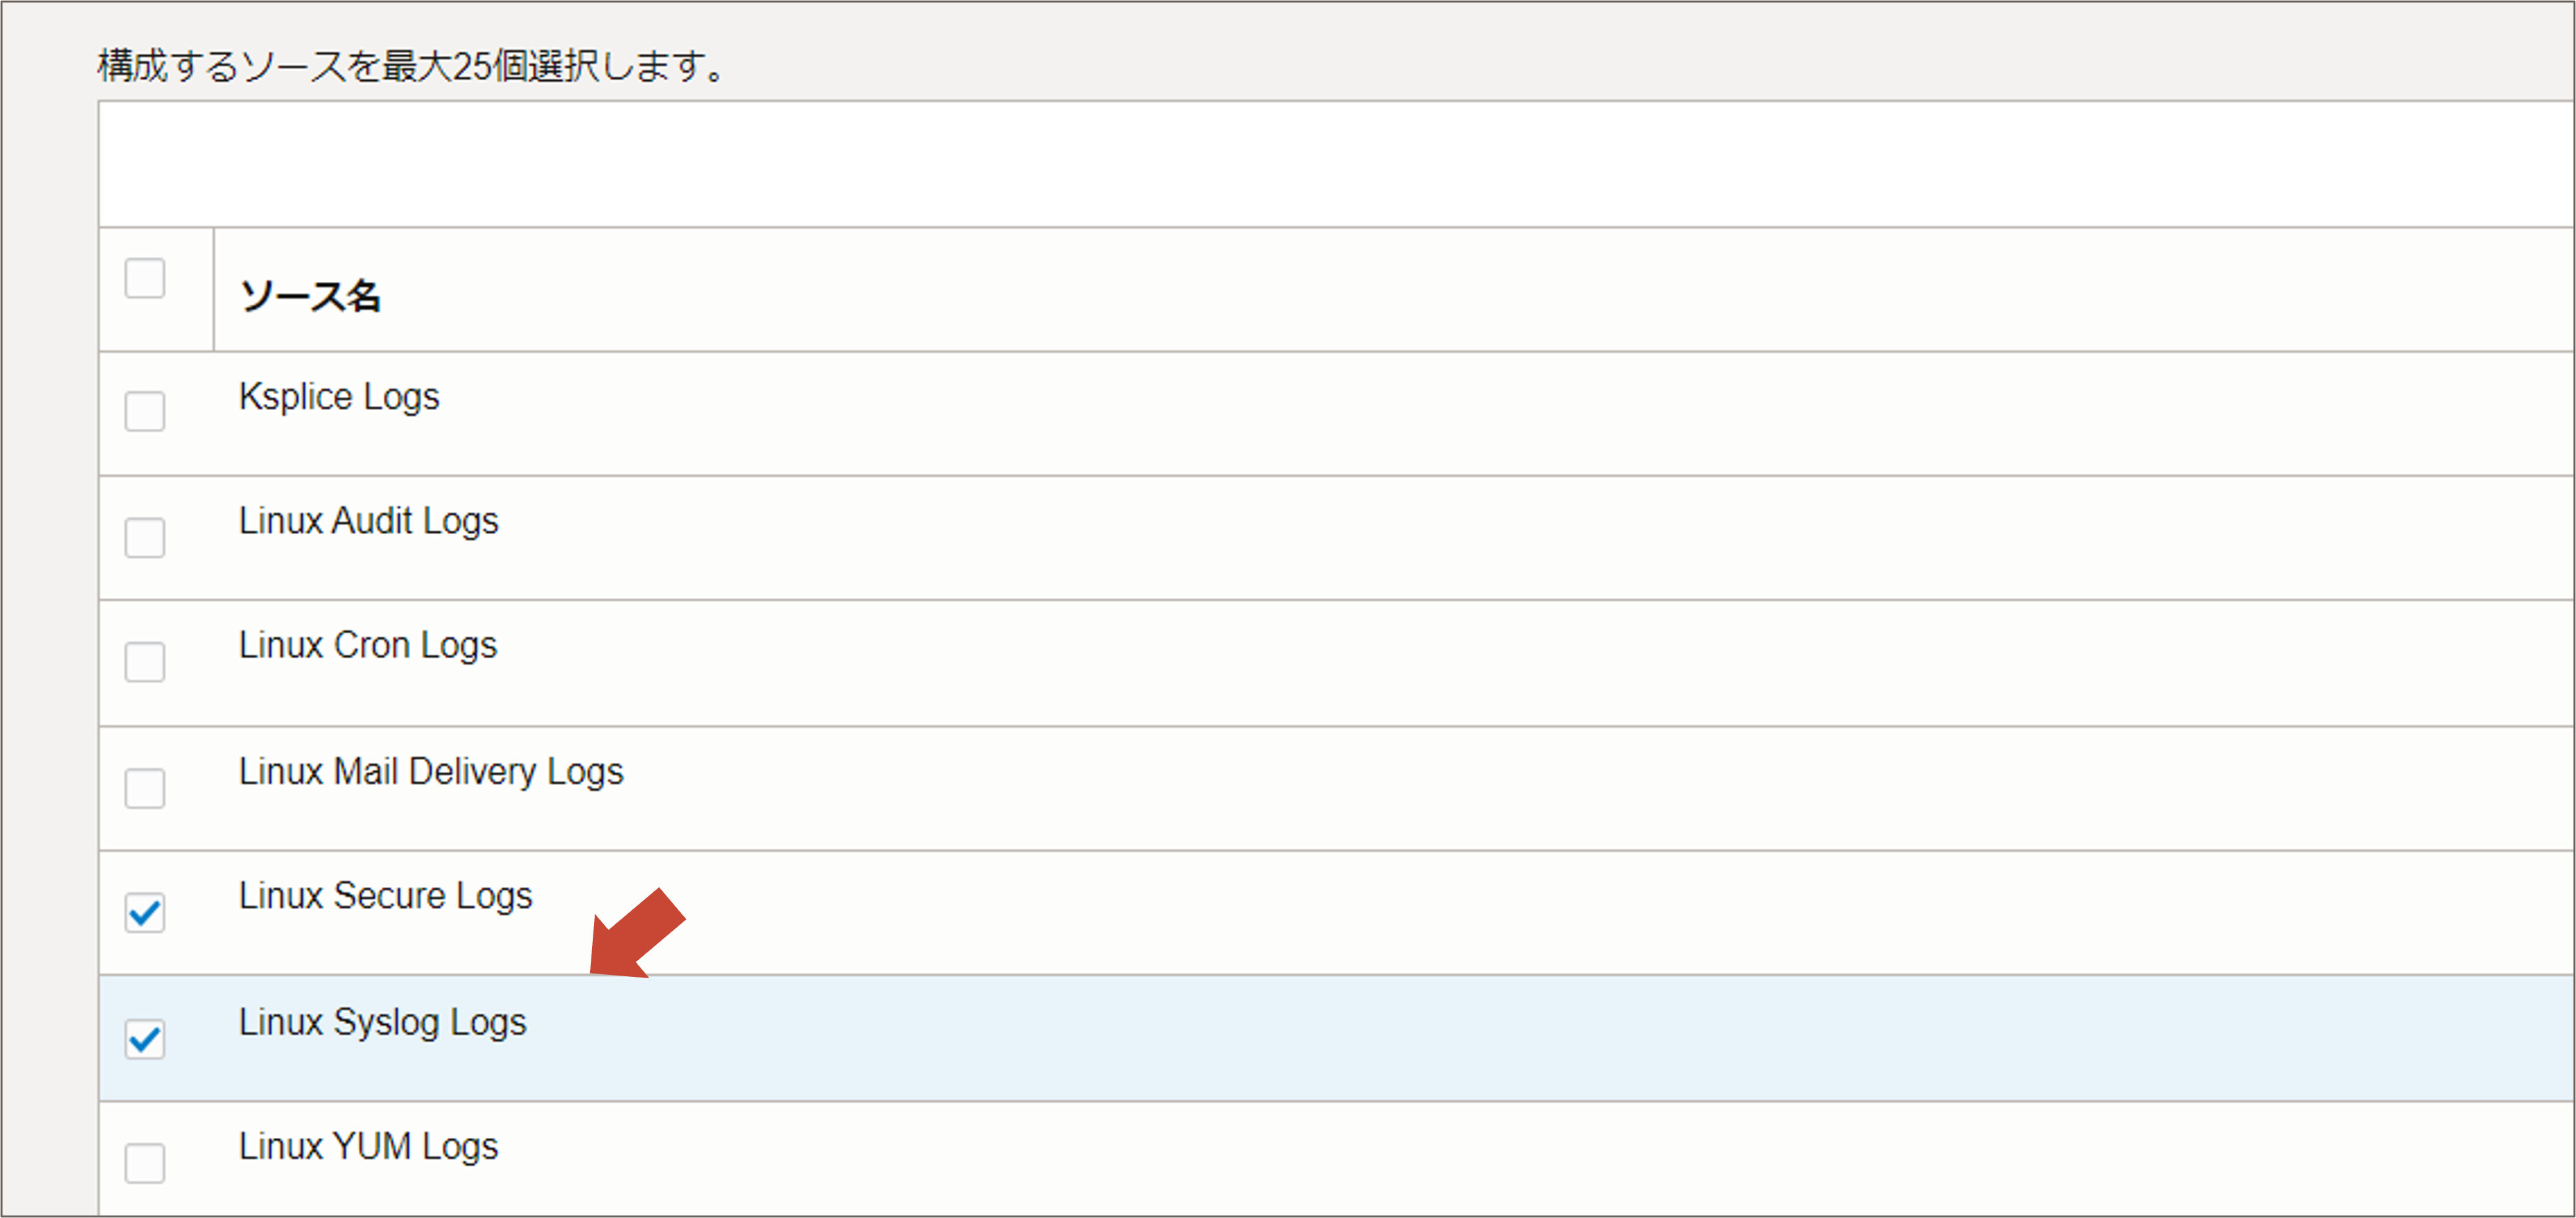 構成するソースを最大25個選択します。
ソース名
Ksplice Logs
Linux Audit Logs
Linux Cron Logs
Linux Mail Delivery Logs
Linux Secure Logs
Linux Syslog Logs
Linux YUM Logs